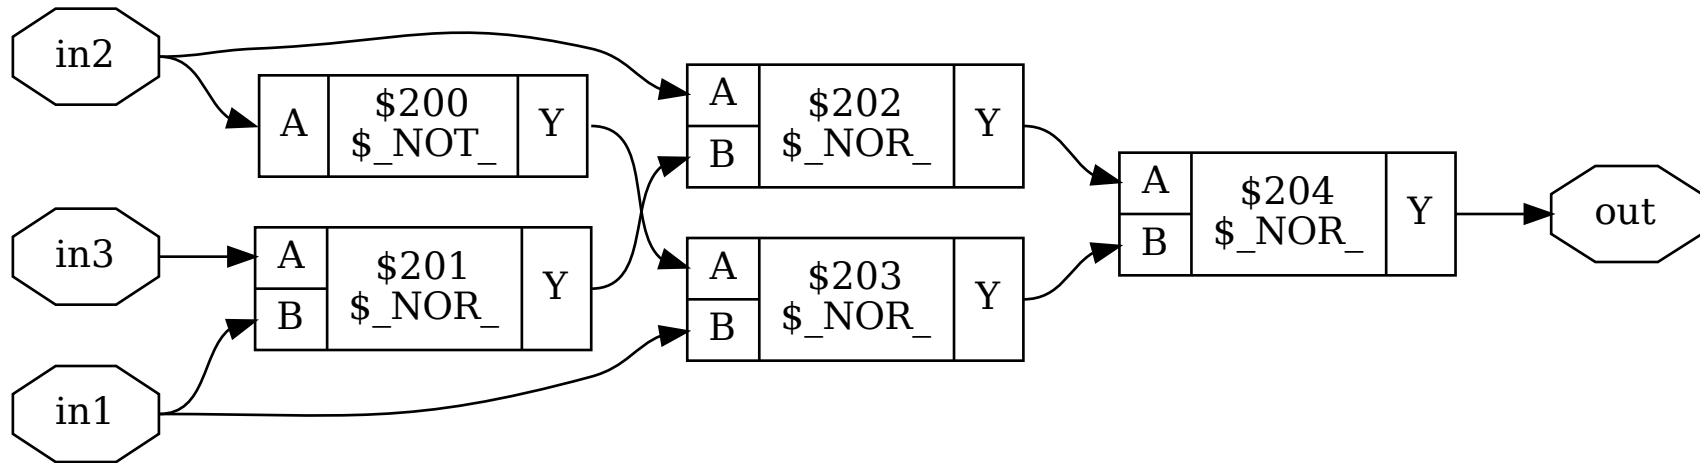 in2
A
$200
$_NOT_
Y
A
B
$202
$_NOR_
Y
in3
A
B
$201
$_NOR_
Y
A
B
$203
$_NOR_
Y
A
B
$204
$_NOR_
Y
out
in1